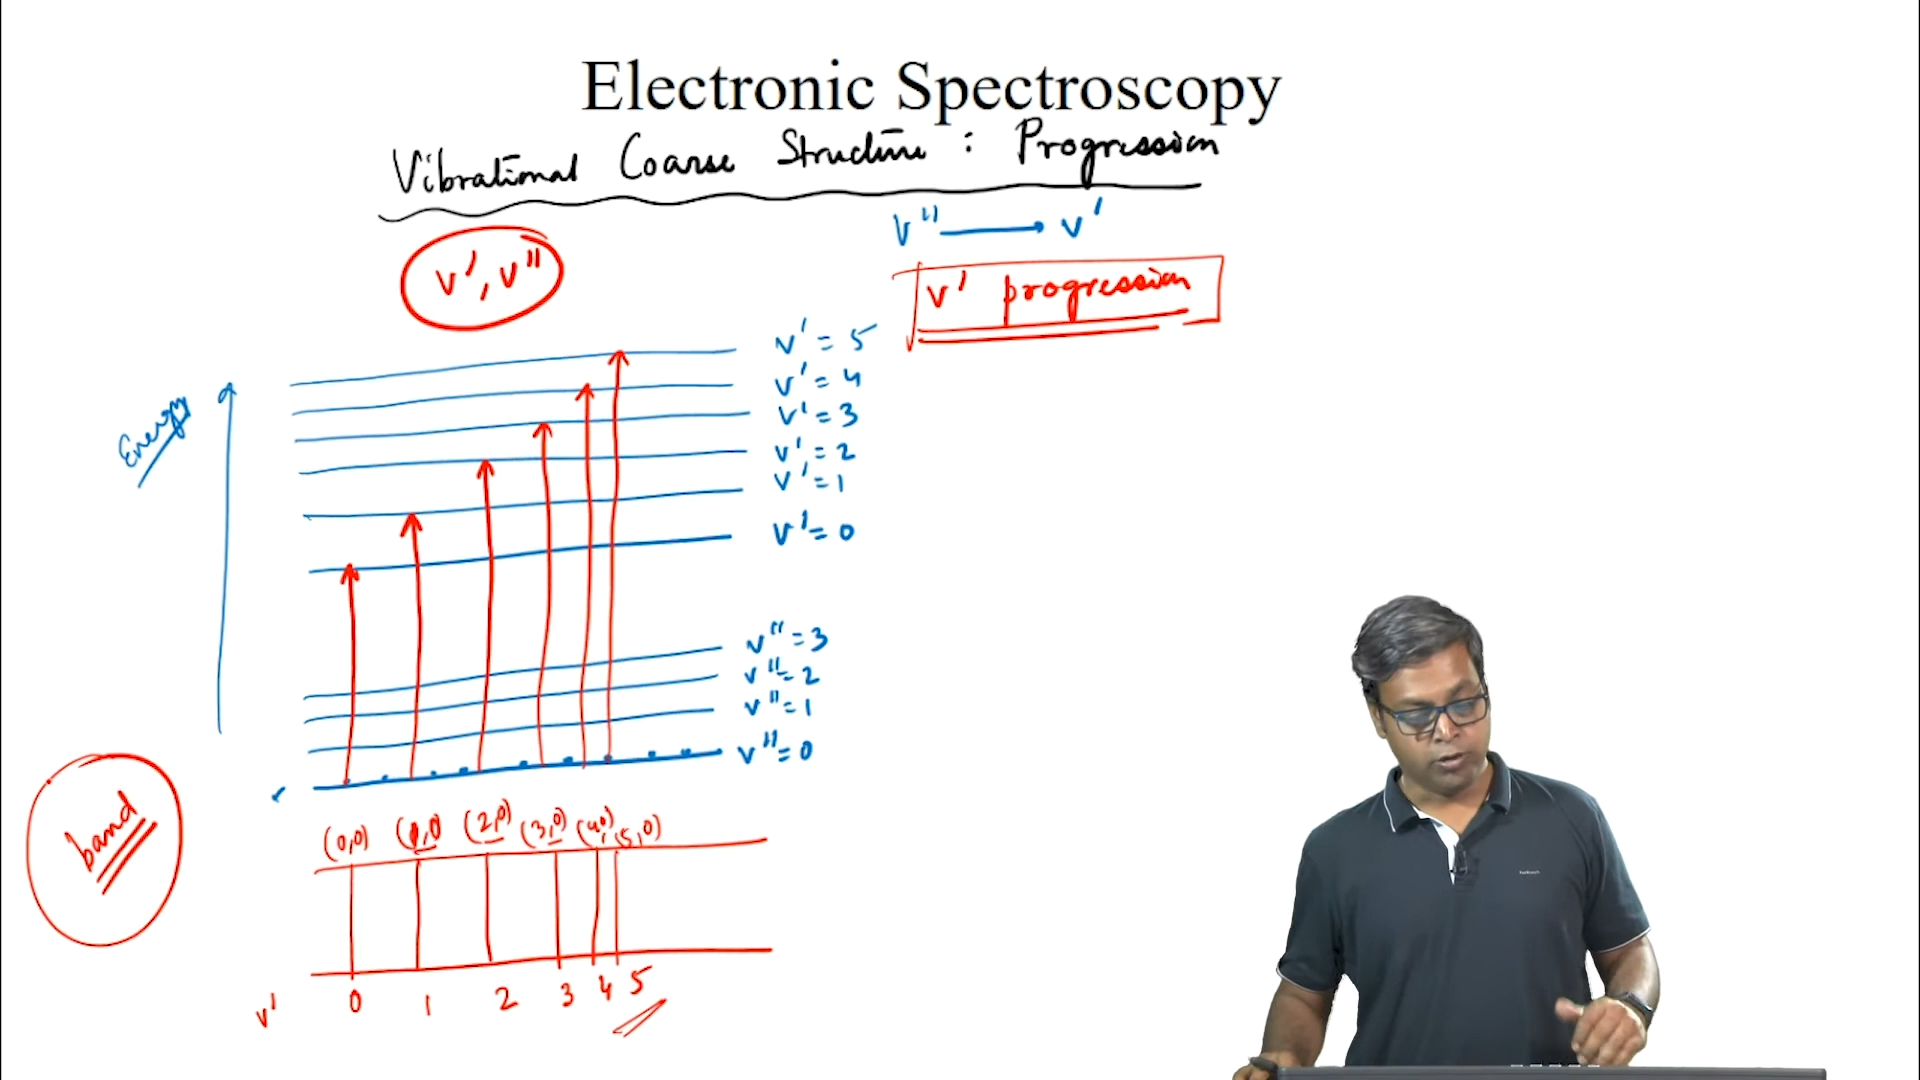 Electronic Spectroscopy
Vibrational Coarse Structure : Progression
v'' → v'
v', v''
v' progression
Energy
v' = 5
v' = 4
v' = 3
v' = 2
v' = 1
v' = 0
v'' = 3
v'' = 2
v'' = 1
v'' = 0
band
(0,0) (1,0) (2,0) (3,0) (4,0) (5,0)
v' 0 1 2 3 4 5